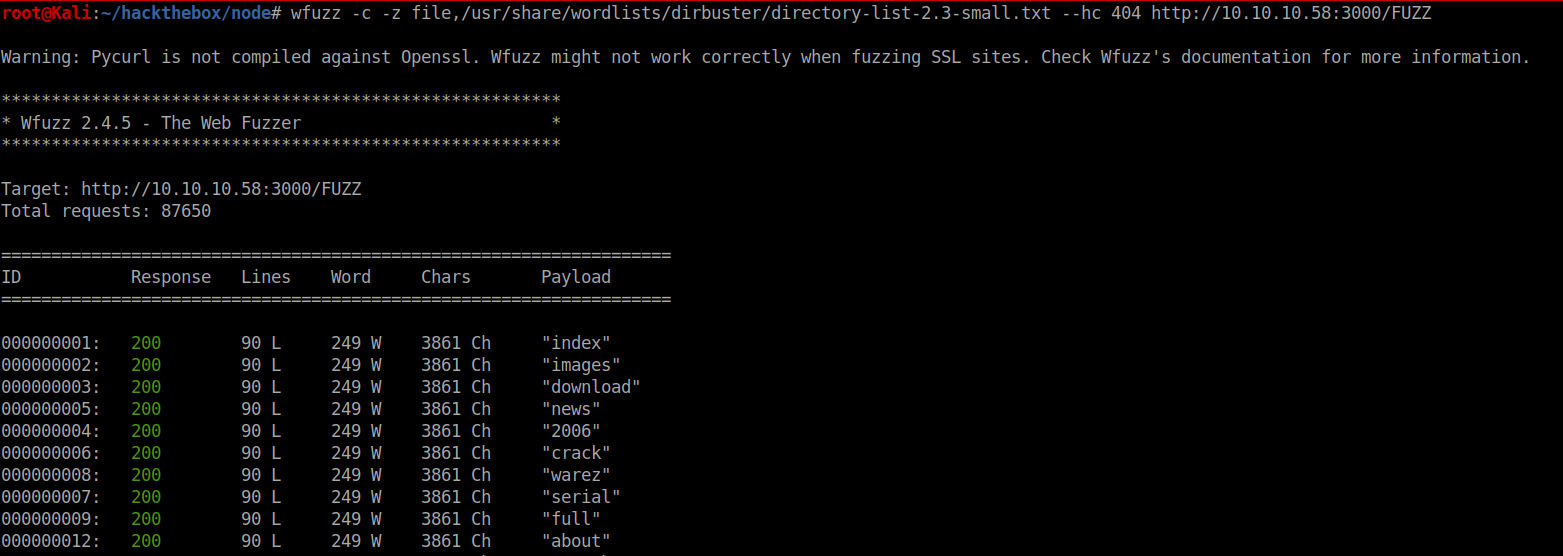 root@Kali:~/hackthebox/node# wfuzz -c -z file,/usr/share/wordlists/dirbuster/directory-list-2.3-small.txt --hc 404 http://10.10.10.58:3000/FUZZ
Warning: Pycurl is not compiled against Openssl. Wfuzz might not work correctly when fuzzing SSL sites. Check Wfuzz's documentation for more information.
********************************************************
* Wfuzz 2.4.5 - The Web Fuzzer                         *
********************************************************
Target: http://10.10.10.58:3000/FUZZ
Total requests: 87650
===================================================================
ID           Response   Lines    Word     Chars       Payload
===================================================================
000000001:   200        90 L     249 W    3861 Ch     "index"
000000002:   200        90 L     249 W    3861 Ch     "images"
000000003:   200        90 L     249 W    3861 Ch     "download"
000000005:   200        90 L     249 W    3861 Ch     "news"
000000004:   200        90 L     249 W    3861 Ch     "2006"
000000006:   200        90 L     249 W    3861 Ch     "crack"
000000008:   200        90 L     249 W    3861 Ch     "warez"
000000007:   200        90 L     249 W    3861 Ch     "serial"
000000009:   200        90 L     249 W    3861 Ch     "full"
000000012:   200        90 L     249 W    3861 Ch     "about"